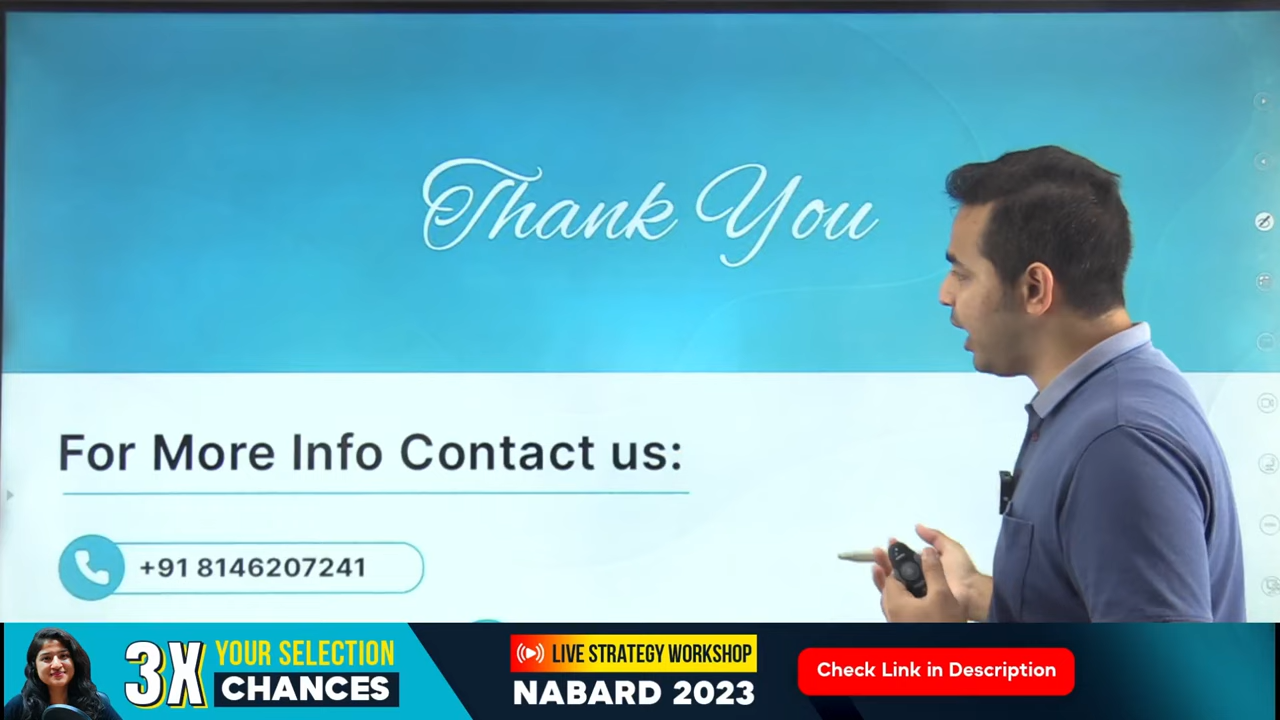 Thank You
For More Info Contact us:
+91 8146207241
3X
YOUR SELECTION
CHANCES
LIVE STRATEGY WORKSHOP
NABARD 2023
Check Link in Description